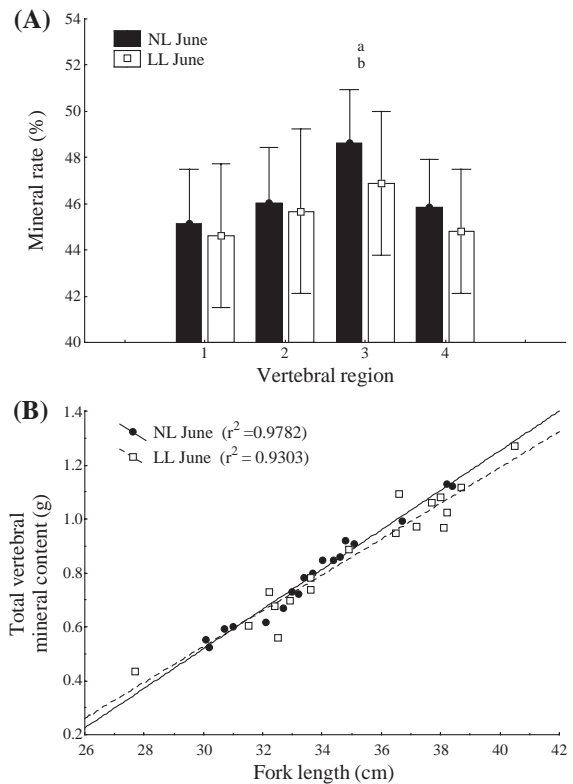 (A)
NL June
LL June
a
b
54
52
50
48
46
44
42
40
Mineral rate (%)
1 2 3 4
Vertebral region
(B)
NL June (r² =0.9782)
LL June (r² = 0.9303)
1.4
1.2
1.0
0.8
0.6
0.4
0.2
Total vertebral
mineral content (g)
26 28 30 32 34 36 38 40 42
Fork length (cm)